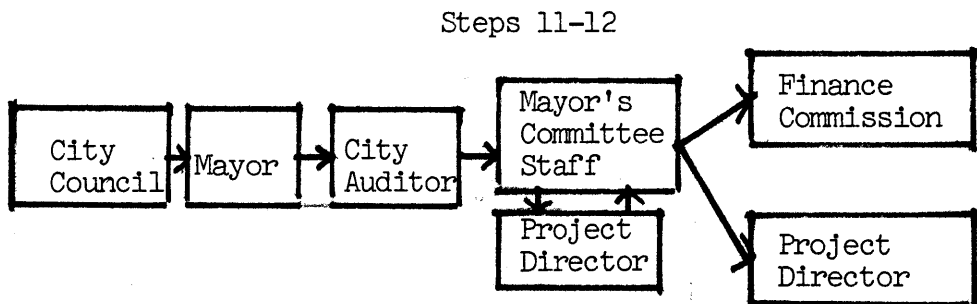 Steps 11-12
City
Council
Mayor
City
Auditor
Mayor's
Committee
Staff
Project
Director
Finance
Commission
Project
Director